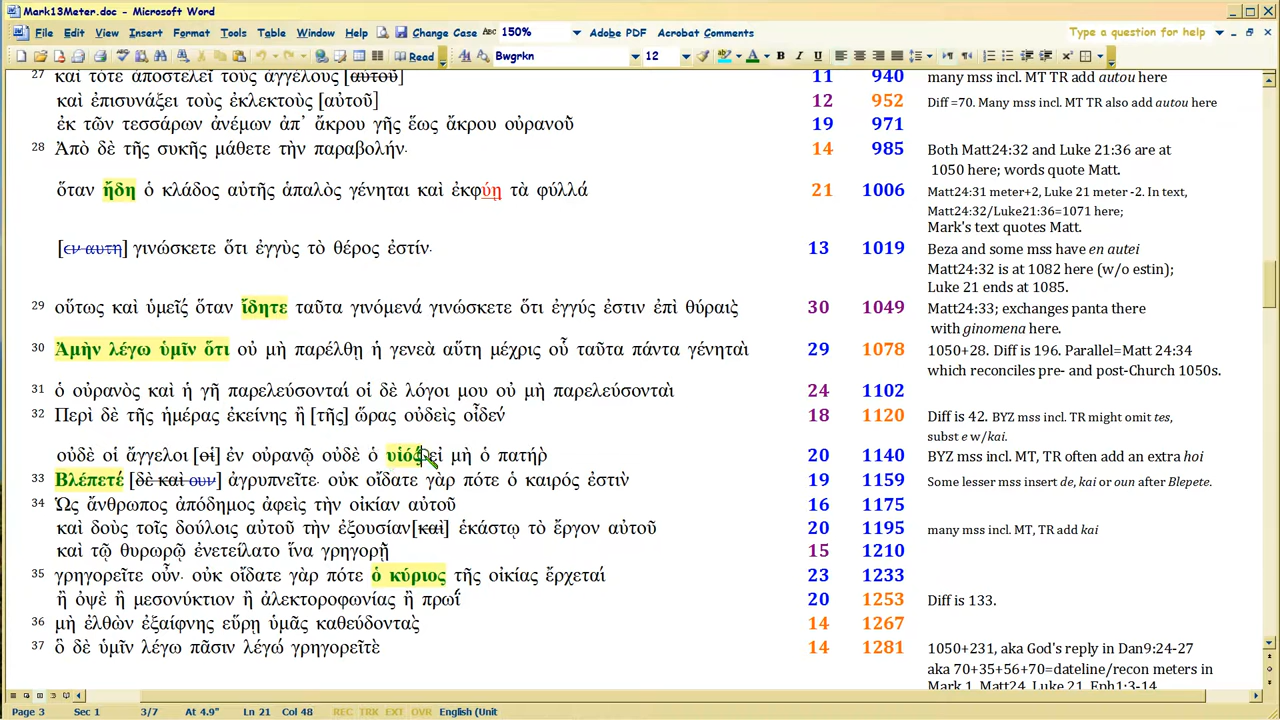 Mark13Meter.doc - Microsoft Word
File Edit View Insert Format Tools Table Window Help Change Case 150% Adobe PDF Acrobat Comments Type a question for help
Read Bwgrkn 12
27 καὶ τότε ἀποστελεῖ τοὺς ἀγγέλους [αὐτοῦ] 11 940 many mss incl. MT TR add autou here
καὶ ἐπισυνάξει τοὺς ἐκλεκτοὺς [αὐτοῦ] 12 952 Diff =70. Many mss incl. MT TR also add autou here
ἐκ τῶν τεσσάρων ἀνέμων ἀπ' ἄκρου γῆς ἕως ἄκρου οὐρανοῦ 19 971
28 Ἀπὸ δὲ τῆς συκῆς μάθετε τὴν παραβολήν· 14 985 Both Matt24:32 and Luke 21:36 are at
1050 here; words quote Matt.
ὅταν ἤδη ὁ κλάδος αὐτῆς ἁπαλὸς γένηται καὶ ἐκφύῃ τὰ φύλλά 21 1006 Matt24:31 meter+2, Luke 21 meter -2. In text,
Matt24:32/Luke21:36=1071 here;
Mark's text quotes Matt.
[εν αυτη] γινώσκετε ὅτι ἐγγὺς τὸ θέρος ἐστίν· 13 1019 Beza and some mss have en autei
Matt24:32 is at 1082 here (w/o estin);
Luke 21 ends at 1085.
29 οὕτως καὶ ὑμεῖς ὅταν ἴδητε ταῦτα γινόμενά γινώσκετε ὅτι ἐγγύς ἐστιν ἐπὶ θύραις 30 1049 Matt24:33; exchanges panta there
with ginomena here.
30 Ἀμὴν λέγω ὑμῖν ὅτι οὐ μὴ παρέλθῃ ἡ γενεὰ αὕτη μέχρις οὗ ταῦτα πάντα γένηταὶ 29 1078 1050+28. Diff is 196. Parallel=Matt 24:34
which reconciles pre- and post-Church 1050s.
31 ὁ οὐρανὸς καὶ ἡ γῆ παρελεύσονταί οἱ δὲ λόγοι μου οὐ μὴ παρελεύσονταὶ 24 1102
32 Περὶ δὲ τῆς ἡμέρας ἐκείνης ἢ [τῆς] ὥρας οὐδεὶς οἶδεν 18 1120 Diff is 42. BYZ mss incl. TR might omit tes,
subst e w/kai.
οὐδὲ οἱ ἄγγελοι [οἱ] ἐν οὐρανῷ οὐδὲ ὁ υἱός εἰ μὴ ὁ πατήρ 20 1140 BYZ mss incl. MT, TR often add an extra hoi
33 Βλέπετέ [δὲ καὶ ουν] ἀγρυπνεῖτε· οὐκ οἴδατε γὰρ πότε ὁ καιρός ἐστὶν 19 1159 Some lesser mss insert de, kai or oun after Blepete.
34 Ὡς ἄνθρωπος ἀπόδημος ἀφεὶς τὴν οἰκίαν αὐτοῦ 16 1175
καὶ δοὺς τοῖς δούλοις αὐτοῦ τὴν ἐξουσίαν[καὶ] ἑκάστῳ τὸ ἔργον αὐτοῦ 20 1195 many mss incl. MT, TR add kai
καὶ τῷ θυρωρῷ ἐνετείλατο ἵνα γρηγορῇ 15 1210
35 γρηγορεῖτε οὖν· οὐκ οἴδατε γὰρ πότε ὁ κύριος τῆς οἰκίας ἔρχεταί 23 1233
ἢ ὀψὲ ἢ μεσονύκτιον ἢ ἀλεκτοροφωνίας ἢ πρωΐ 20 1253 Diff is 133.
36 μὴ ἐλθὼν ἐξαίφνης εὕρῃ ὑμᾶς καθεύδοντας 14 1267
37 ὃ δὲ ὑμῖν λέγω πᾶσιν λέγώ γρηγορεῖτὲ 14 1281 1050+231, aka God's reply in Dan9:24-27
aka 70+35+56+70=dateline/recon meters in
Mark 1, Matt24, Luke 21, Eph1:3-14
Page 3 Sec 1 3/7 At 4.9" Ln 21 Col 48 REC TRK EXT OVR English (Unit